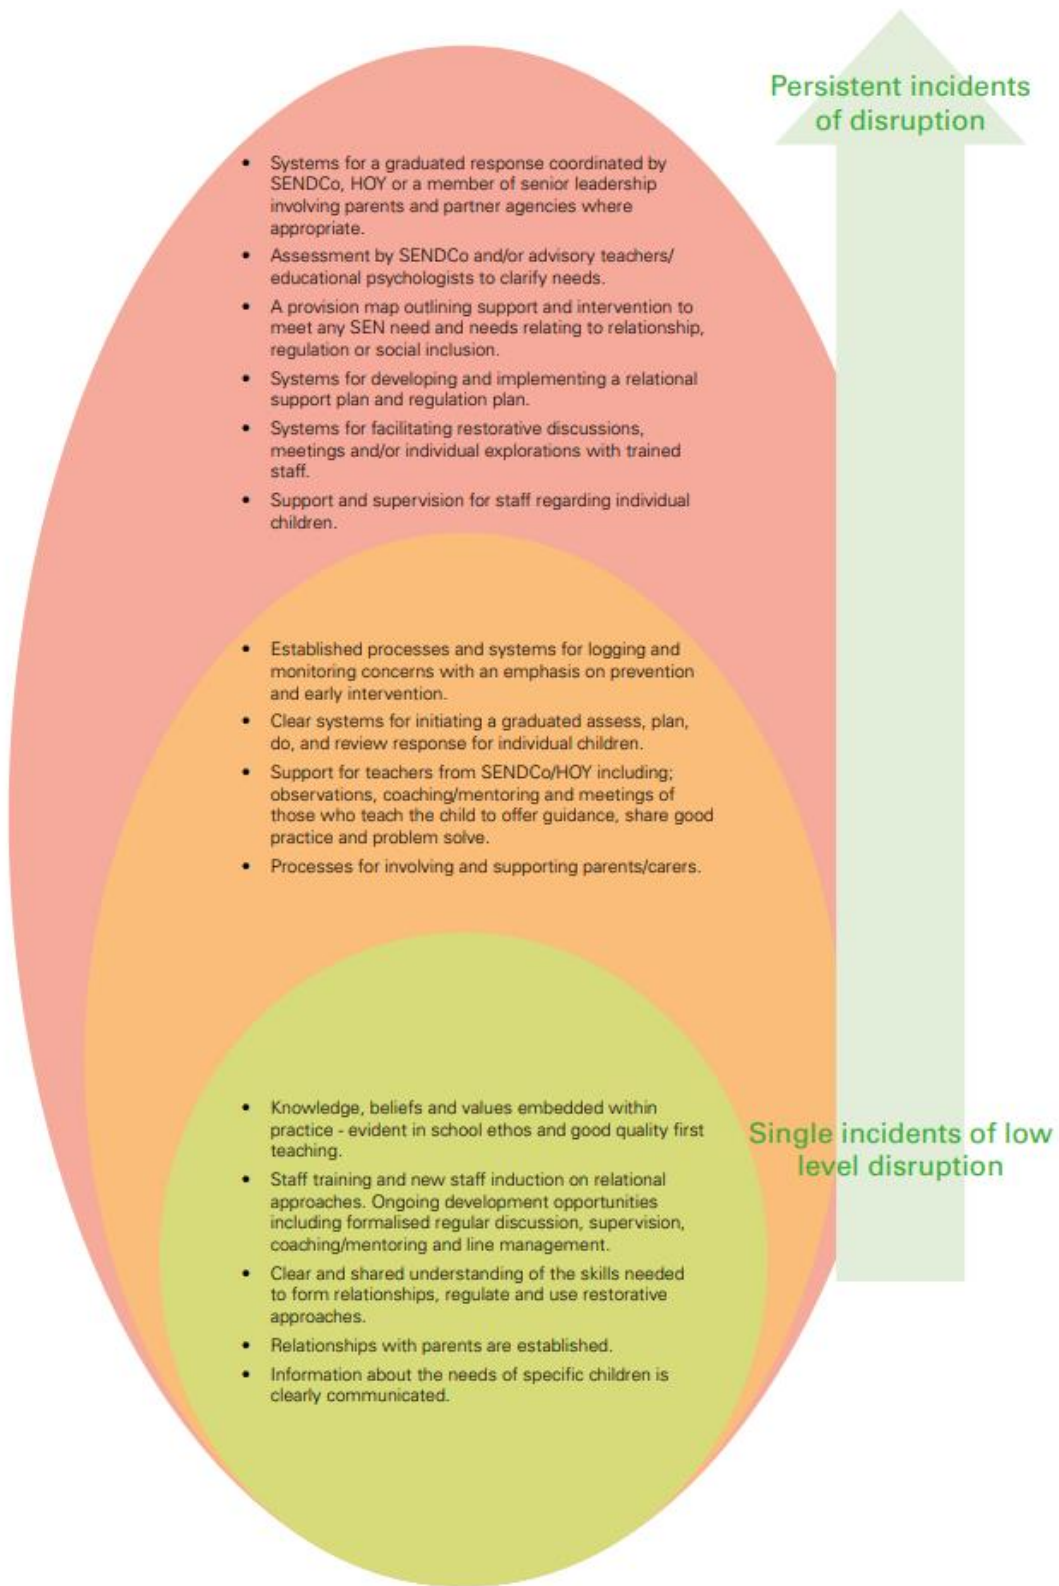 Persistent incidents
of disruption
• Systems for a graduated response coordinated by
SENDCo, HOY or a member of senior leadership
involving parents and partner agencies where
appropriate.
• Assessment by SENDCo and/or advisory teachers/
educational psychologists to clarify needs.
• A provision map outlining support and intervention to
meet any SEN need and needs relating to relationship,
regulation or social inclusion.
• Systems for developing and implementing a relational
support plan and regulation plan.
• Systems for facilitating restorative discussions,
meetings and/or individual explorations with trained
staff.
• Support and supervision for staff regarding individual
children.
• Established processes and systems for logging and
monitoring concerns with an emphasis on prevention
and early intervention.
• Clear systems for initiating a graduated assess, plan,
do, and review response for individual children.
• Support for teachers from SENDCo/HOY including;
observations, coaching/mentoring and meetings of
those who teach the child to offer guidance, share good
practice and problem solve.
• Processes for involving and supporting parents/carers.
• Knowledge, beliefs and values embedded within
practice - evident in school ethos and good quality first
teaching.
• Staff training and new staff induction on relational
approaches. Ongoing development opportunities
including formalised regular discussion, supervision,
coaching/mentoring and line management.
• Clear and shared understanding of the skills needed
to form relationships, regulate and use restorative
approaches.
• Relationships with parents are established.
• Information about the needs of specific children is
clearly communicated.
Single incidents of low
level disruption